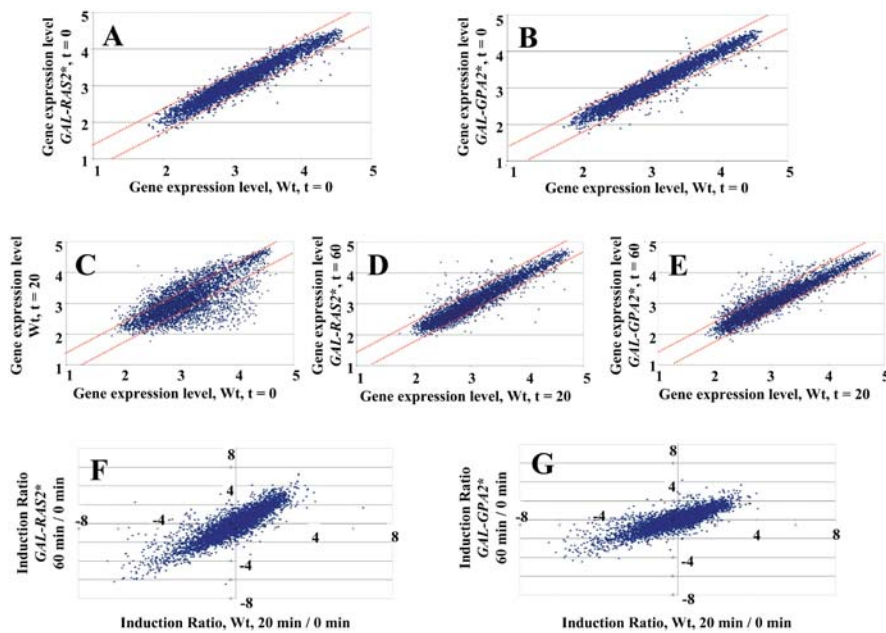 A
Gene expression level
GAL-RAS2*, t = 0
5
4
3
2
1
1 2 3 4 5
Gene expression level, Wt, t = 0
B
Gene expression level
GAL-GPA2*, t = 0
5
4
3
2
1
1 2 3 4 5
Gene expression level, Wt, t = 0
C
Gene expression level
Wt, t = 20
5
4
3
2
1
1 2 3 4 5
Gene expression level, Wt, t = 0
D
Gene expression level
GAL-RAS2*, t = 60
5
4
3
2
1
1 2 3 4 5
Gene expression level, Wt, t = 20
E
Gene expression level
GAL-GPA2*, t = 60
5
4
3
2
1
1 2 3 4 5
Gene expression level, Wt, t = 20
F
Induction Ratio
GAL-RAS2*
60 min / 0 min
8
4
-8 -4 4 8
-4
-8
Induction Ratio, Wt, 20 min / 0 min
G
Induction Ratio
GAL-GPA2*
60 min / 0 min
8
4
-8 -4 4 8
-4
-8
Induction Ratio, Wt, 20 min / 0 min